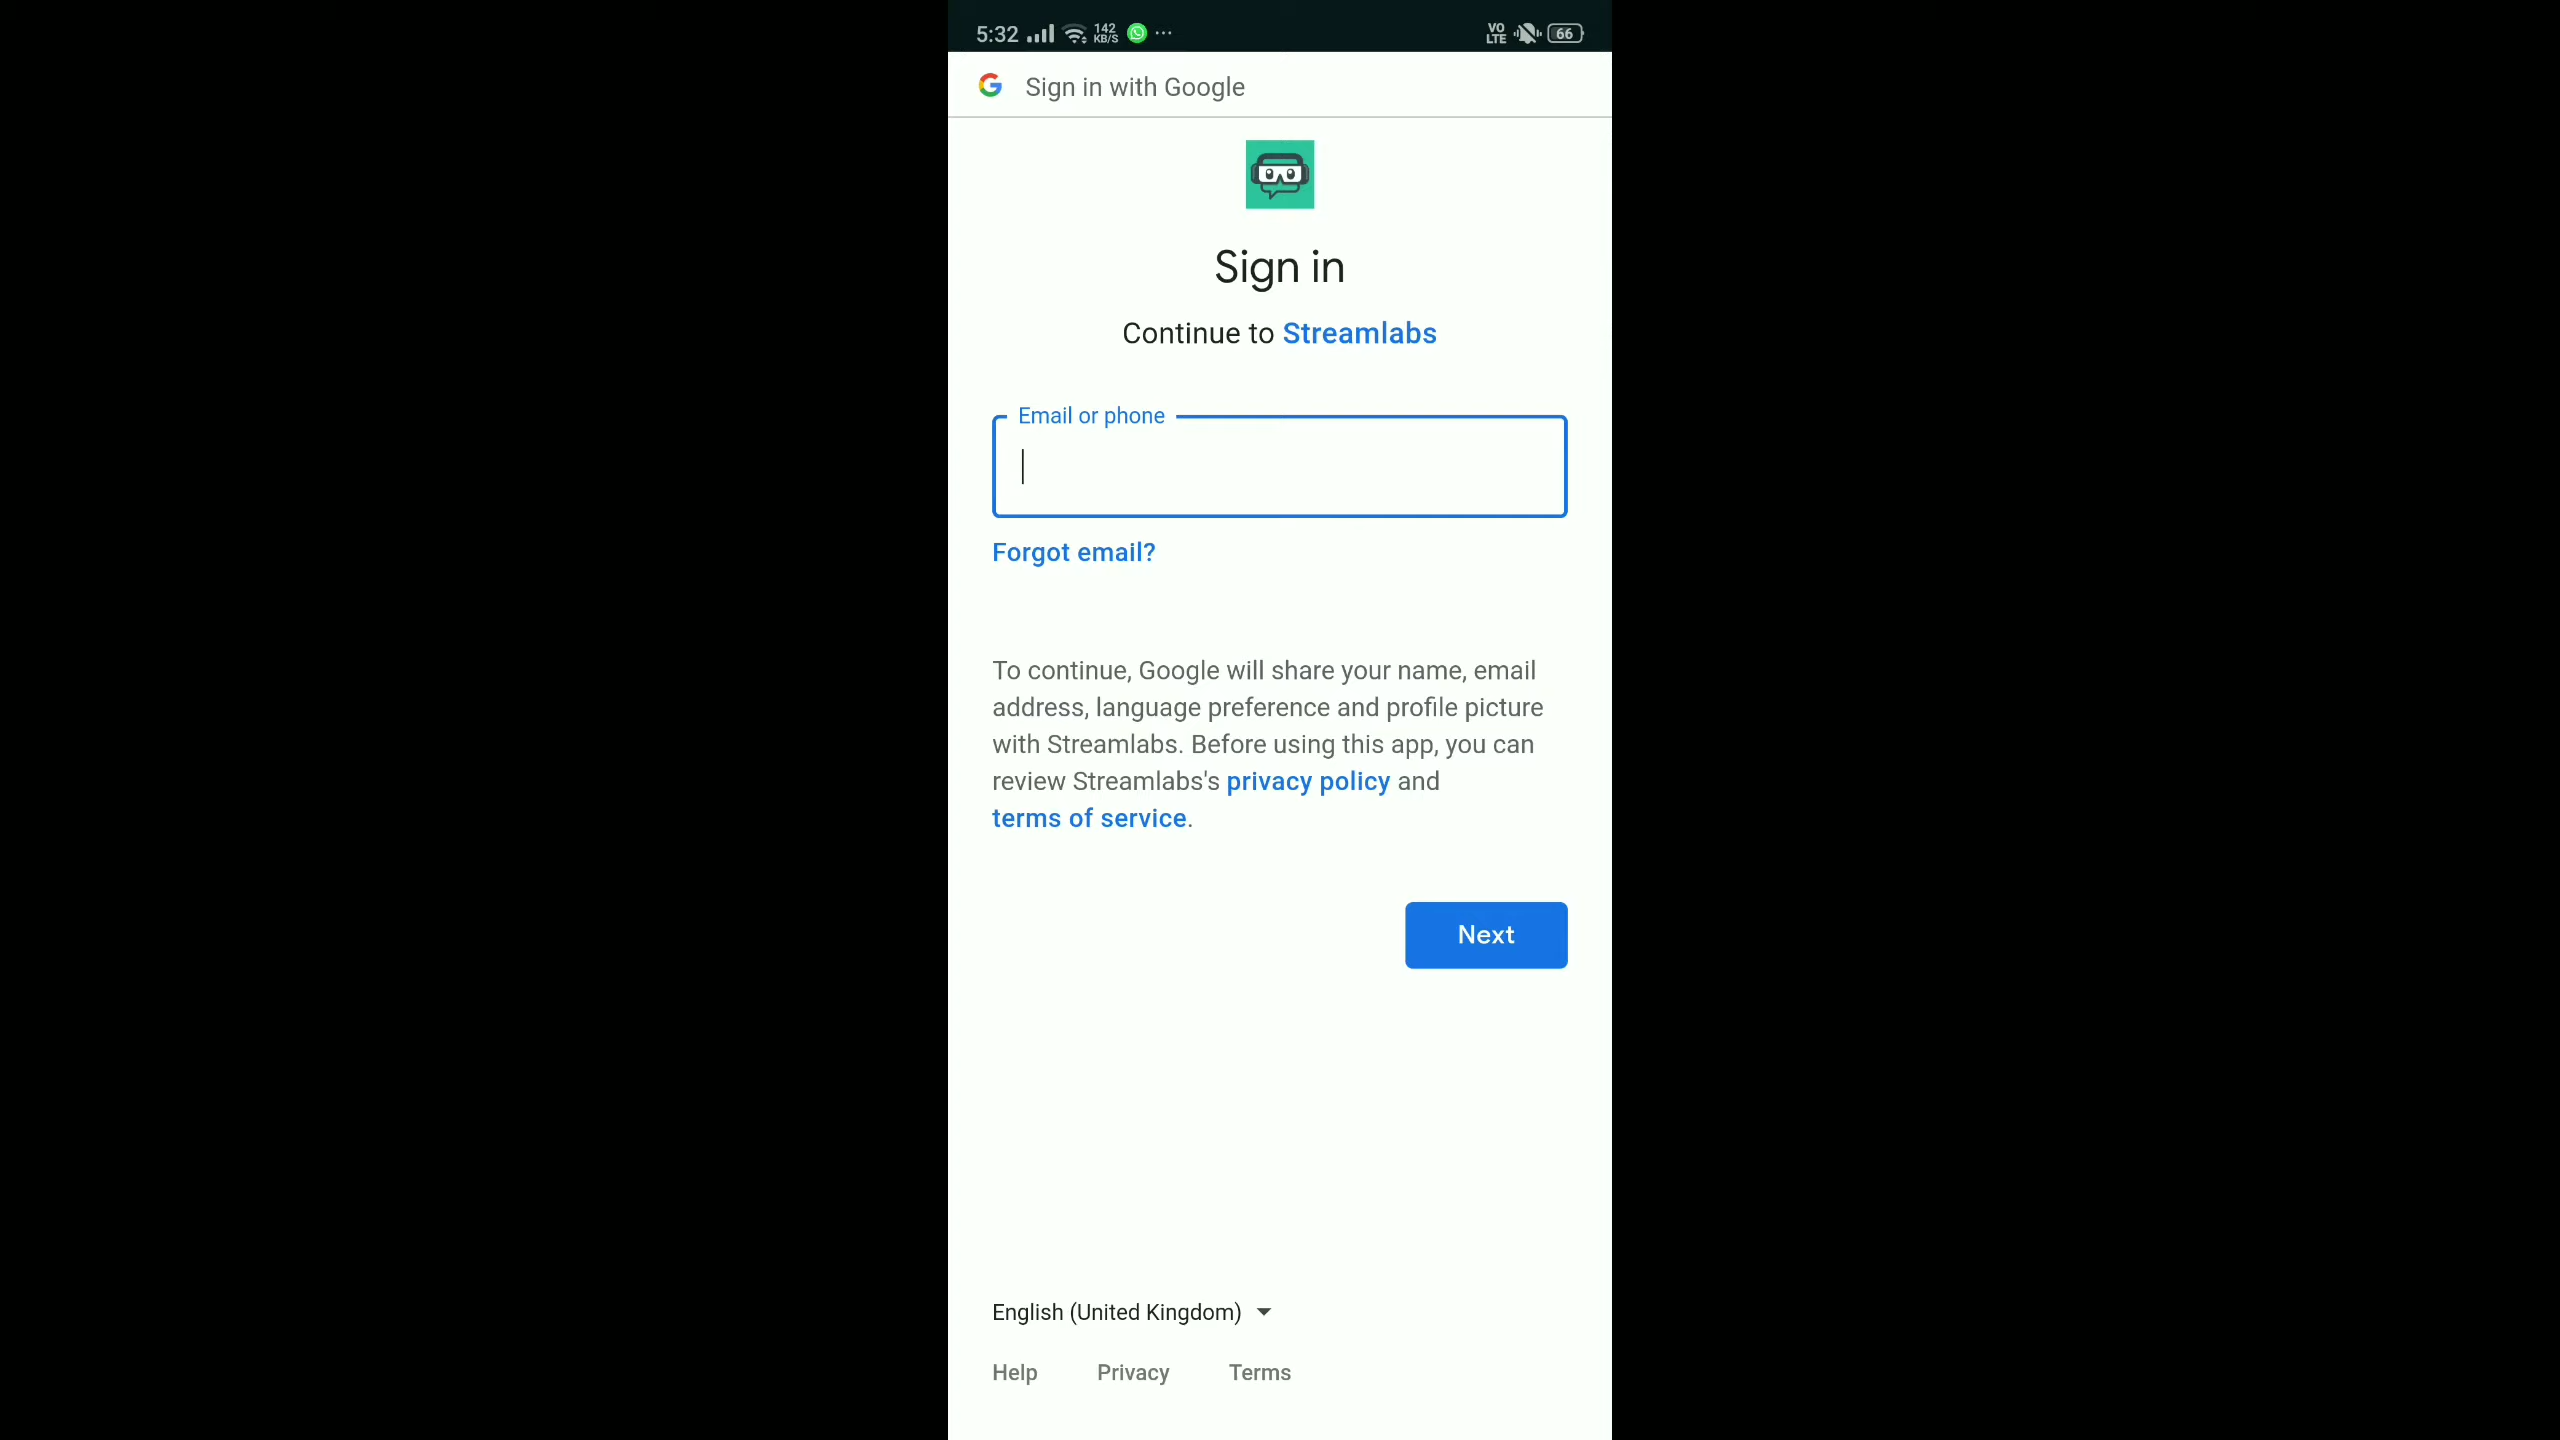 5:32 142 KB/S ... VO LTE 66
Sign in with Google
Sign in
Continue to Streamlabs
Email or phone
Forgot email?
To continue, Google will share your name, email
address, language preference and profile picture
with Streamlabs. Before using this app, you can
review Streamlabs's privacy policy and
terms of service.
Next
English (United Kingdom)
Help Privacy Terms